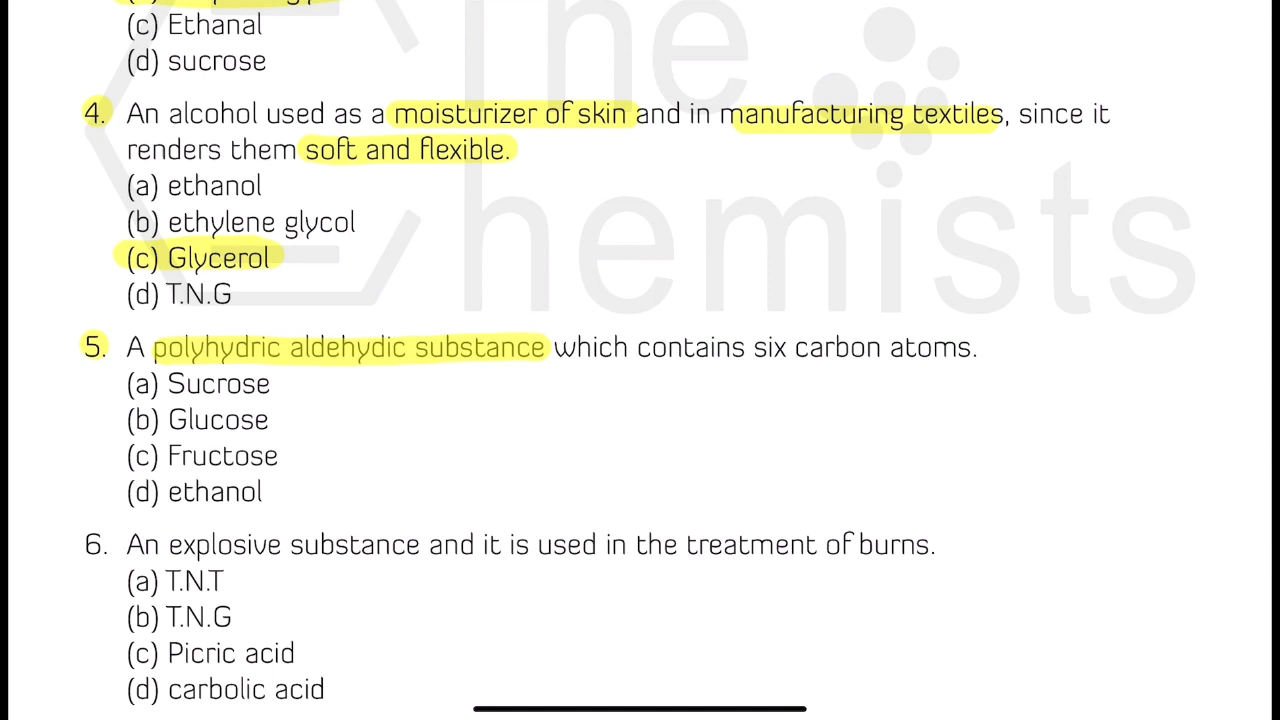 (c) Ethanal
(d) sucrose
4. An alcohol used as a moisturizer of skin and in manufacturing textiles, since it
renders them soft and flexible.
(a) ethanol
(b) ethylene glycol
(c) Glycerol
(d) T.N.G
5. A polyhydric aldehydic substance which contains six carbon atoms.
(a) Sucrose
(b) Glucose
(c) Fructose
(d) ethanol
6. An explosive substance and it is used in the treatment of burns.
(a) T.N.T
(b) T.N.G
(c) Picric acid
(d) carbolic acid
The
Chemists